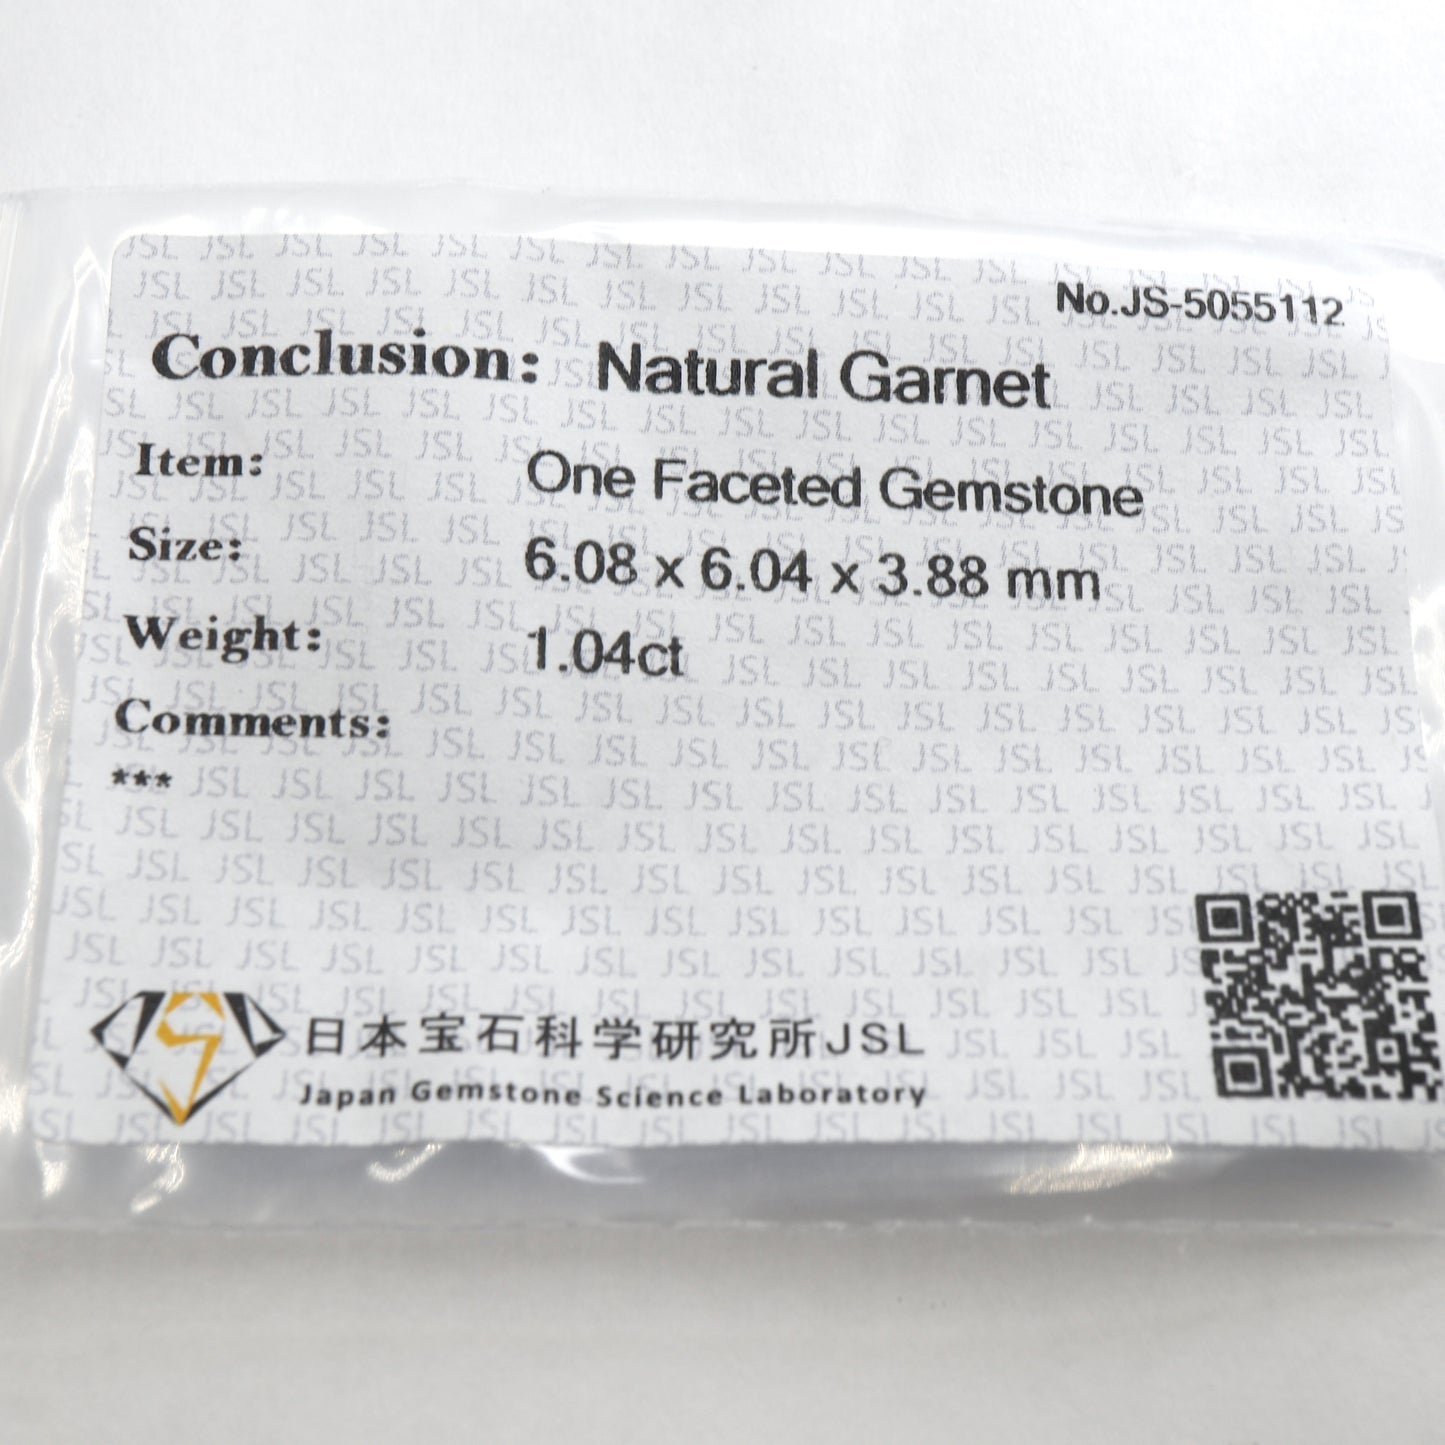 No.JS-5055112
Conclusion: Natural Garnet
Item: One Faceted Gemstone
Size: 6.08 x 6.04 x 3.88 mm
Weight: 1.04ct
Comments:
***
日本宝石科学研究所JSL
Japan Gemstone Science Laboratory